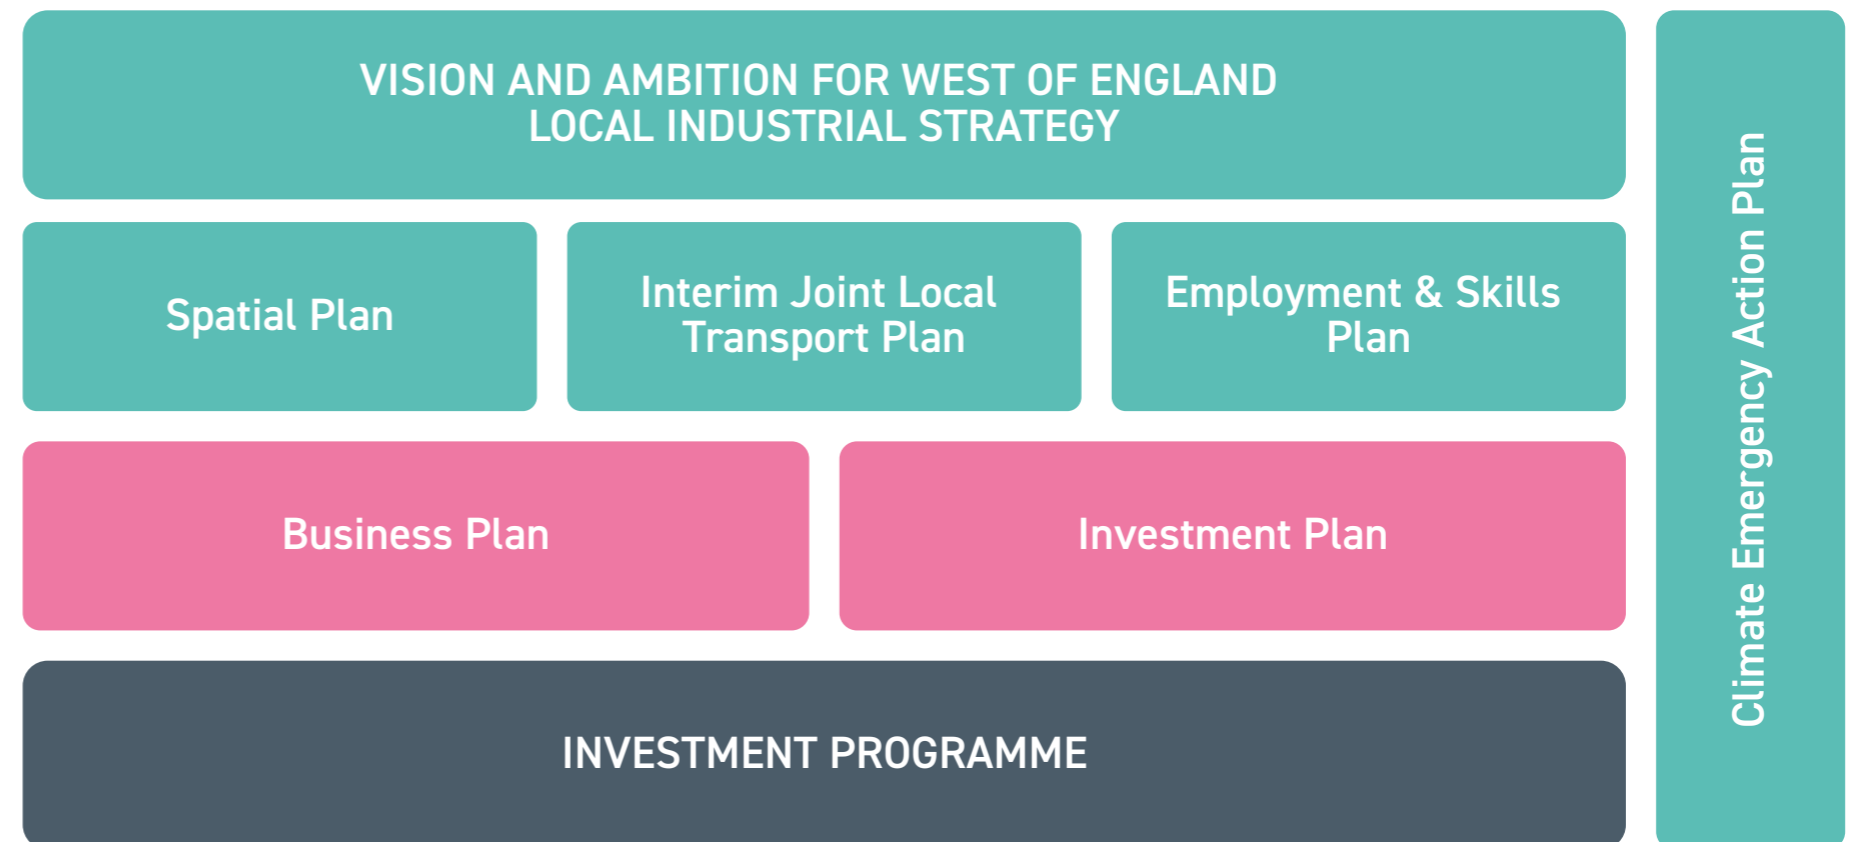 VISION AND AMBITION FOR WEST OF ENGLAND
LOCAL INDUSTRIAL STRATEGY
Spatial Plan
Interim Joint Local
Transport Plan
Employment & Skills
Plan
Business Plan
Investment Plan
INVESTMENT PROGRAMME
Climate Emergency Action Plan